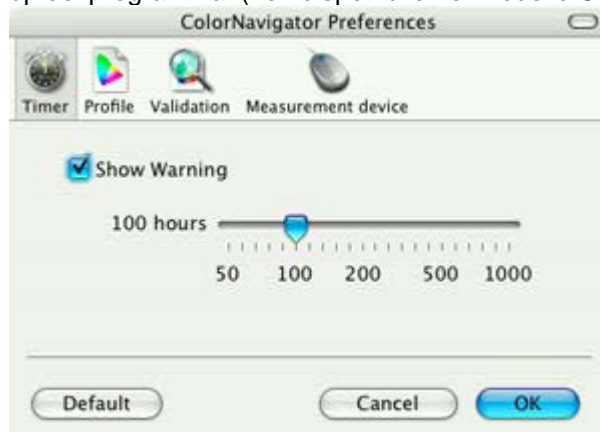 ColorNavigator Preferences
Timer Profile Validation Measurement device
Show Warning
100 hours
50 100 200 500 1000
Default Cancel OK